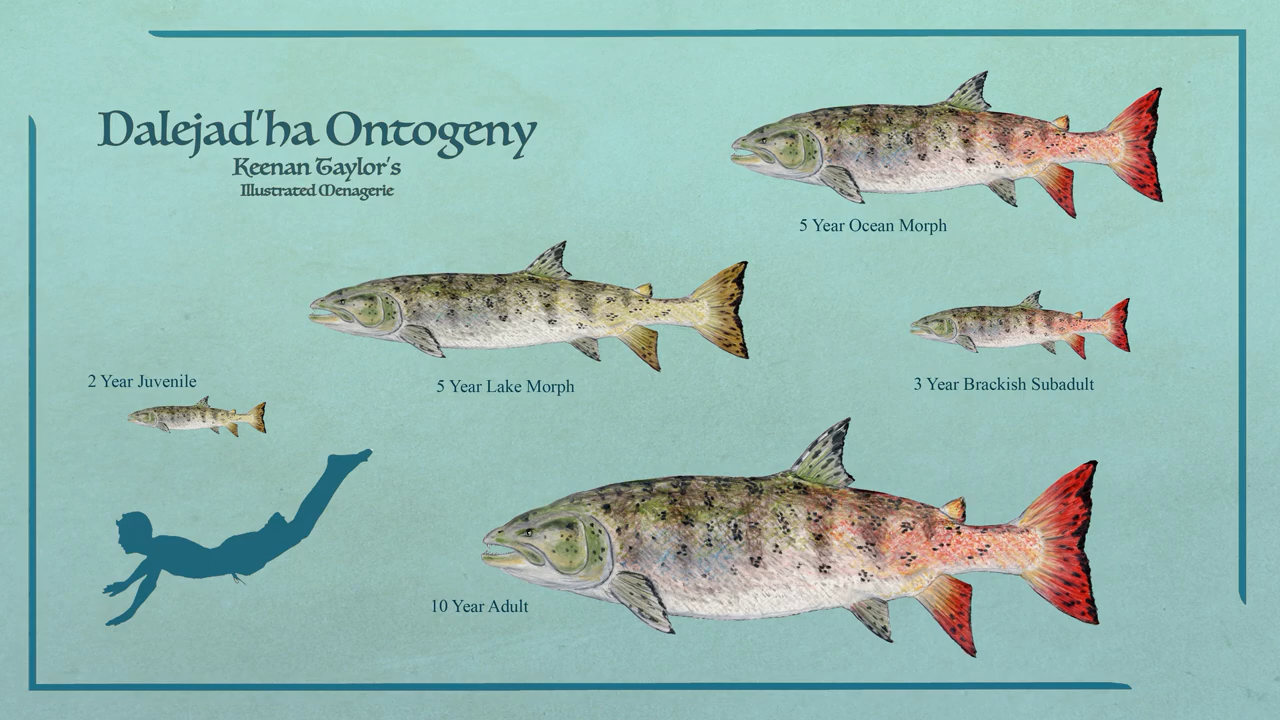 Dalejad'ha Ontogeny
Keenan Taylor's
Illustrated Menagerie
5 Year Ocean Morph
5 Year Lake Morph
3 Year Brackish Subadult
2 Year Juvenile
10 Year Adult